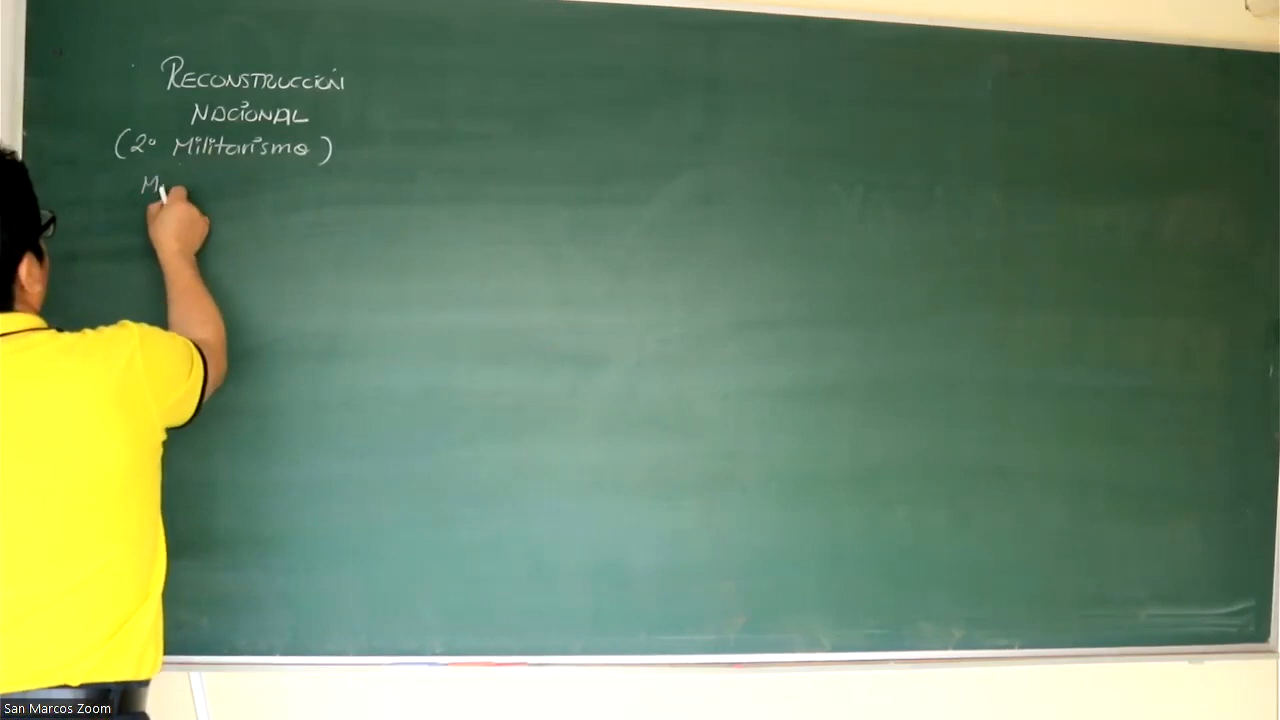 RECONSTRUCCIÓN
NACIONAL
(2° Militarismo)
M
San Marcos Zoom